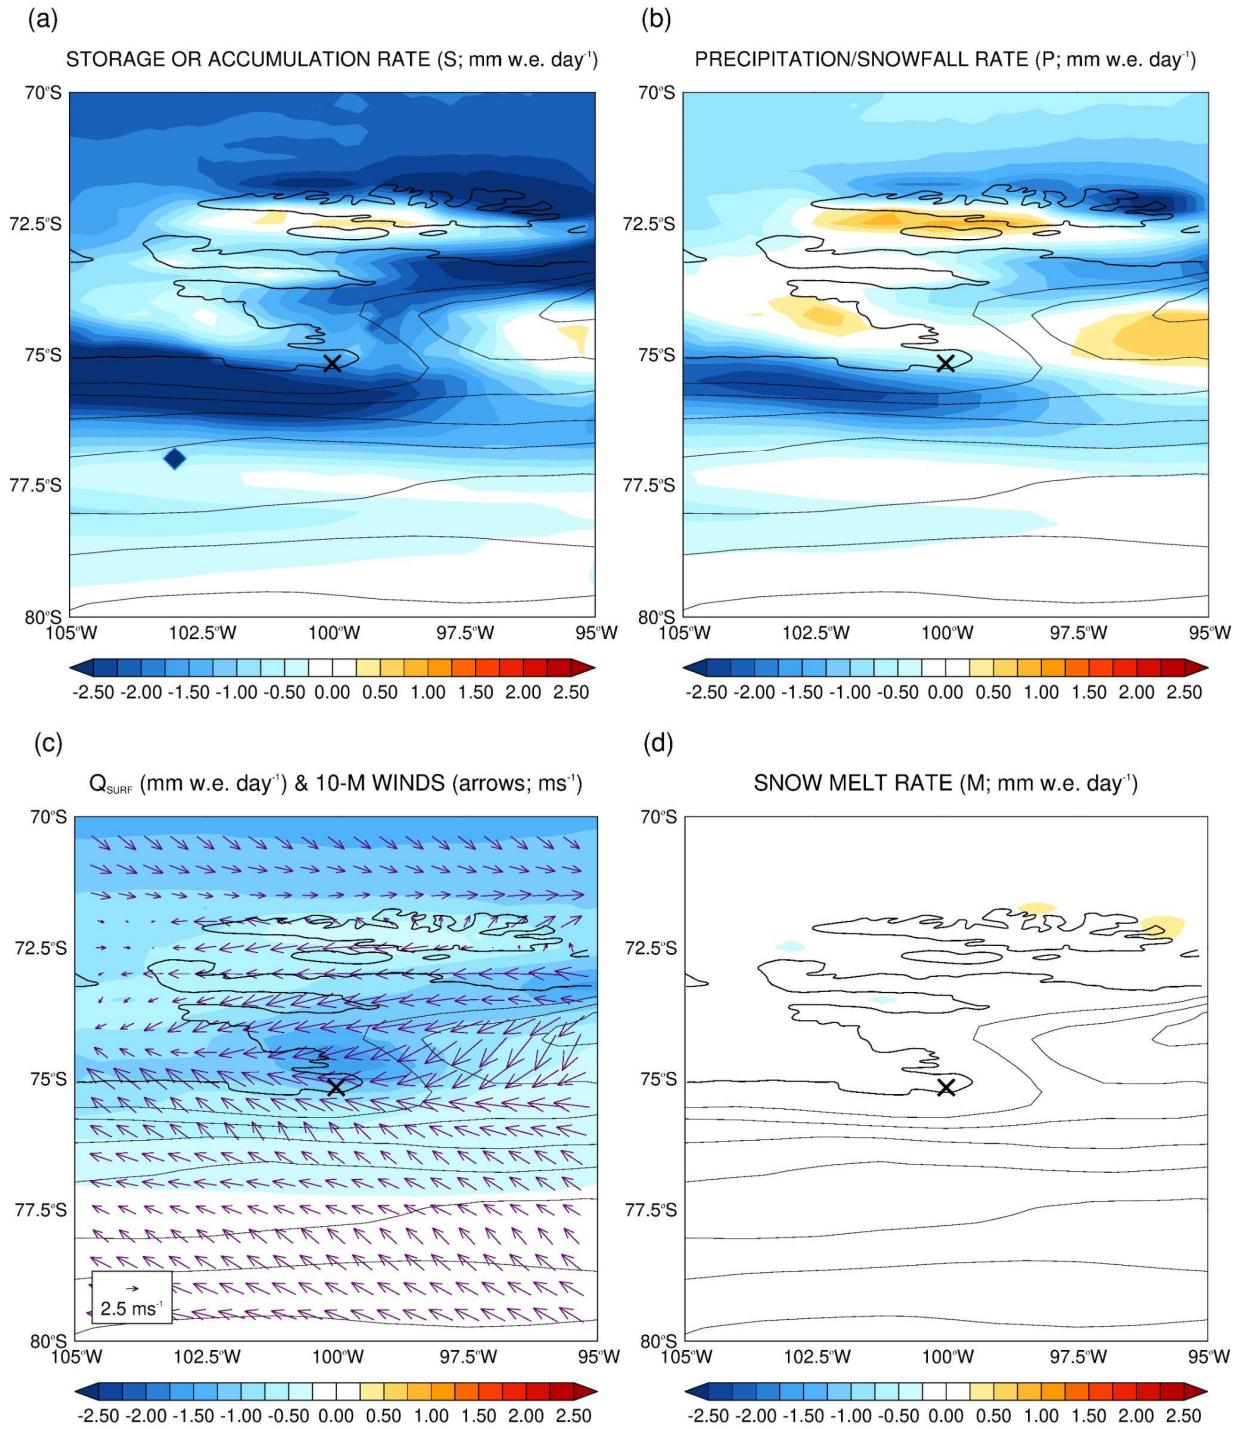 (a)
STORAGE OR ACCUMULATION RATE (S; mm w.e. day⁻¹)
70°S
72.5°S
75°S
77.5°S
80°S
105°W 102.5°W 100°W 97.5°W 95°W
-2.50 -2.00 -1.50 -1.00 -0.50 0.00 0.50 1.00 1.50 2.00 2.50
(b)
PRECIPITATION/SNOWFALL RATE (P; mm w.e. day⁻¹)
70°S
72.5°S
75°S
77.5°S
80°S
105°W 102.5°W 100°W 97.5°W 95°W
-2.50 -2.00 -1.50 -1.00 -0.50 0.00 0.50 1.00 1.50 2.00 2.50
(c)
Q_SURF (mm w.e. day⁻¹) & 10-M WINDS (arrows; ms⁻¹)
70°S
72.5°S
75°S
77.5°S
2.5 ms⁻¹
80°S
105°W 102.5°W 100°W 97.5°W 95°W
-2.50 -2.00 -1.50 -1.00 -0.50 0.00 0.50 1.00 1.50 2.00 2.50
(d)
SNOW MELT RATE (M; mm w.e. day⁻¹)
70°S
72.5°S
75°S
77.5°S
80°S
105°W 102.5°W 100°W 97.5°W 95°W
-2.50 -2.00 -1.50 -1.00 -0.50 0.00 0.50 1.00 1.50 2.00 2.50